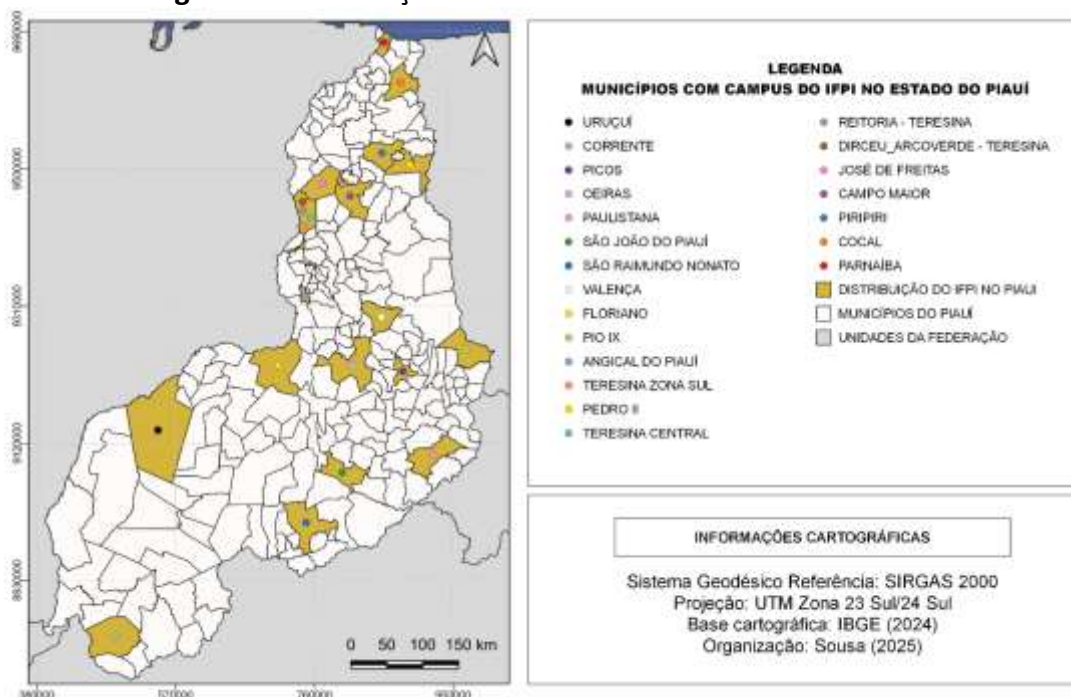 LEGENDA
MUNICÍPIOS COM CAMPUS DO IFPI NO ESTADO DO PIAUÍ
URUÇUÍ
CORRENTE
PICOS
OEIRAS
PAULISTANA
SÃO JOÃO DO PIAUÍ
SÃO RAIMUNDO NONATO
VALENÇA
FLORIANO
PIO IX
ANGICAL DO PIAUÍ
TERESINA ZONA SUL
PEDRO II
TERESINA CENTRAL
REITORIA - TERESINA
DIRCEU_ARCOVERDE - TERESINA
JOSÉ DE FREITAS
CAMPO MAIOR
PIRIPIRI
COCAL
PARNAÍBA
DISTRIBUIÇÃO DO IFPI NO PIAUI
MUNICÍPIOS DO PIAUÍ
UNIDADES DA FEDERAÇÃO
0 50 100 150 km
INFORMAÇÕES CARTOGRÁFICAS
Sistema Geodésico Referência: SIRGAS 2000
Projeção: UTM Zona 23 Sul/24 Sul
Base cartográfica: IBGE (2024)
Organização: Sousa (2025)